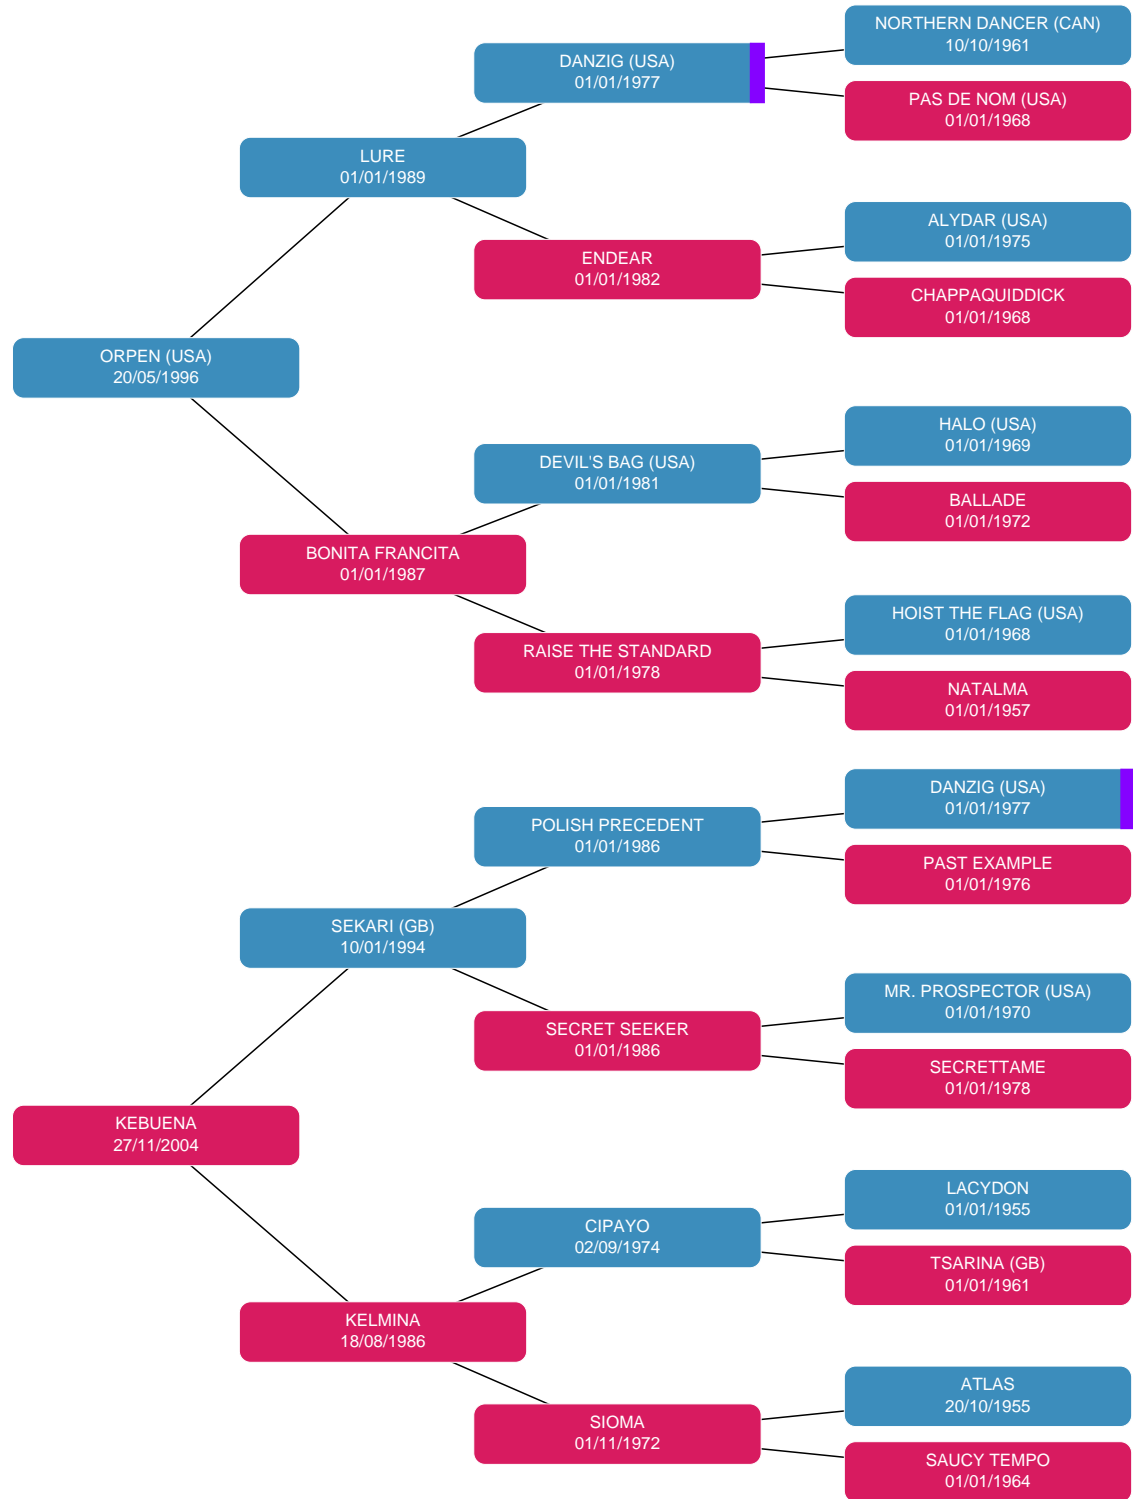 NORTHERN DANCER (CAN)
10/10/1961
DANZIG (USA)
01/01/1977
PAS DE NOM (USA)
01/01/1968
LURE
01/01/1989
ALYDAR (USA)
01/01/1975
ENDEAR
01/01/1982
CHAPPAQUIDDICK
01/01/1968
ORPEN (USA)
20/05/1996
HALO (USA)
01/01/1969
DEVIL'S BAG (USA)
01/01/1981
BALLADE
01/01/1972
BONITA FRANCITA
01/01/1987
HOIST THE FLAG (USA)
01/01/1968
RAISE THE STANDARD
01/01/1978
NATALMA
01/01/1957
DANZIG (USA)
01/01/1977
POLISH PRECEDENT
01/01/1986
PAST EXAMPLE
01/01/1976
SEKARI (GB)
10/01/1994
MR. PROSPECTOR (USA)
01/01/1970
SECRET SEEKER
01/01/1986
SECRETTAME
01/01/1978
KEBUENA
27/11/2004
LACYDON
01/01/1955
CIPAYO
02/09/1974
TSARINA (GB)
01/01/1961
KELMINA
18/08/1986
ATLAS
20/10/1955
SIOMA
01/11/1972
SAUCY TEMPO
01/01/1964